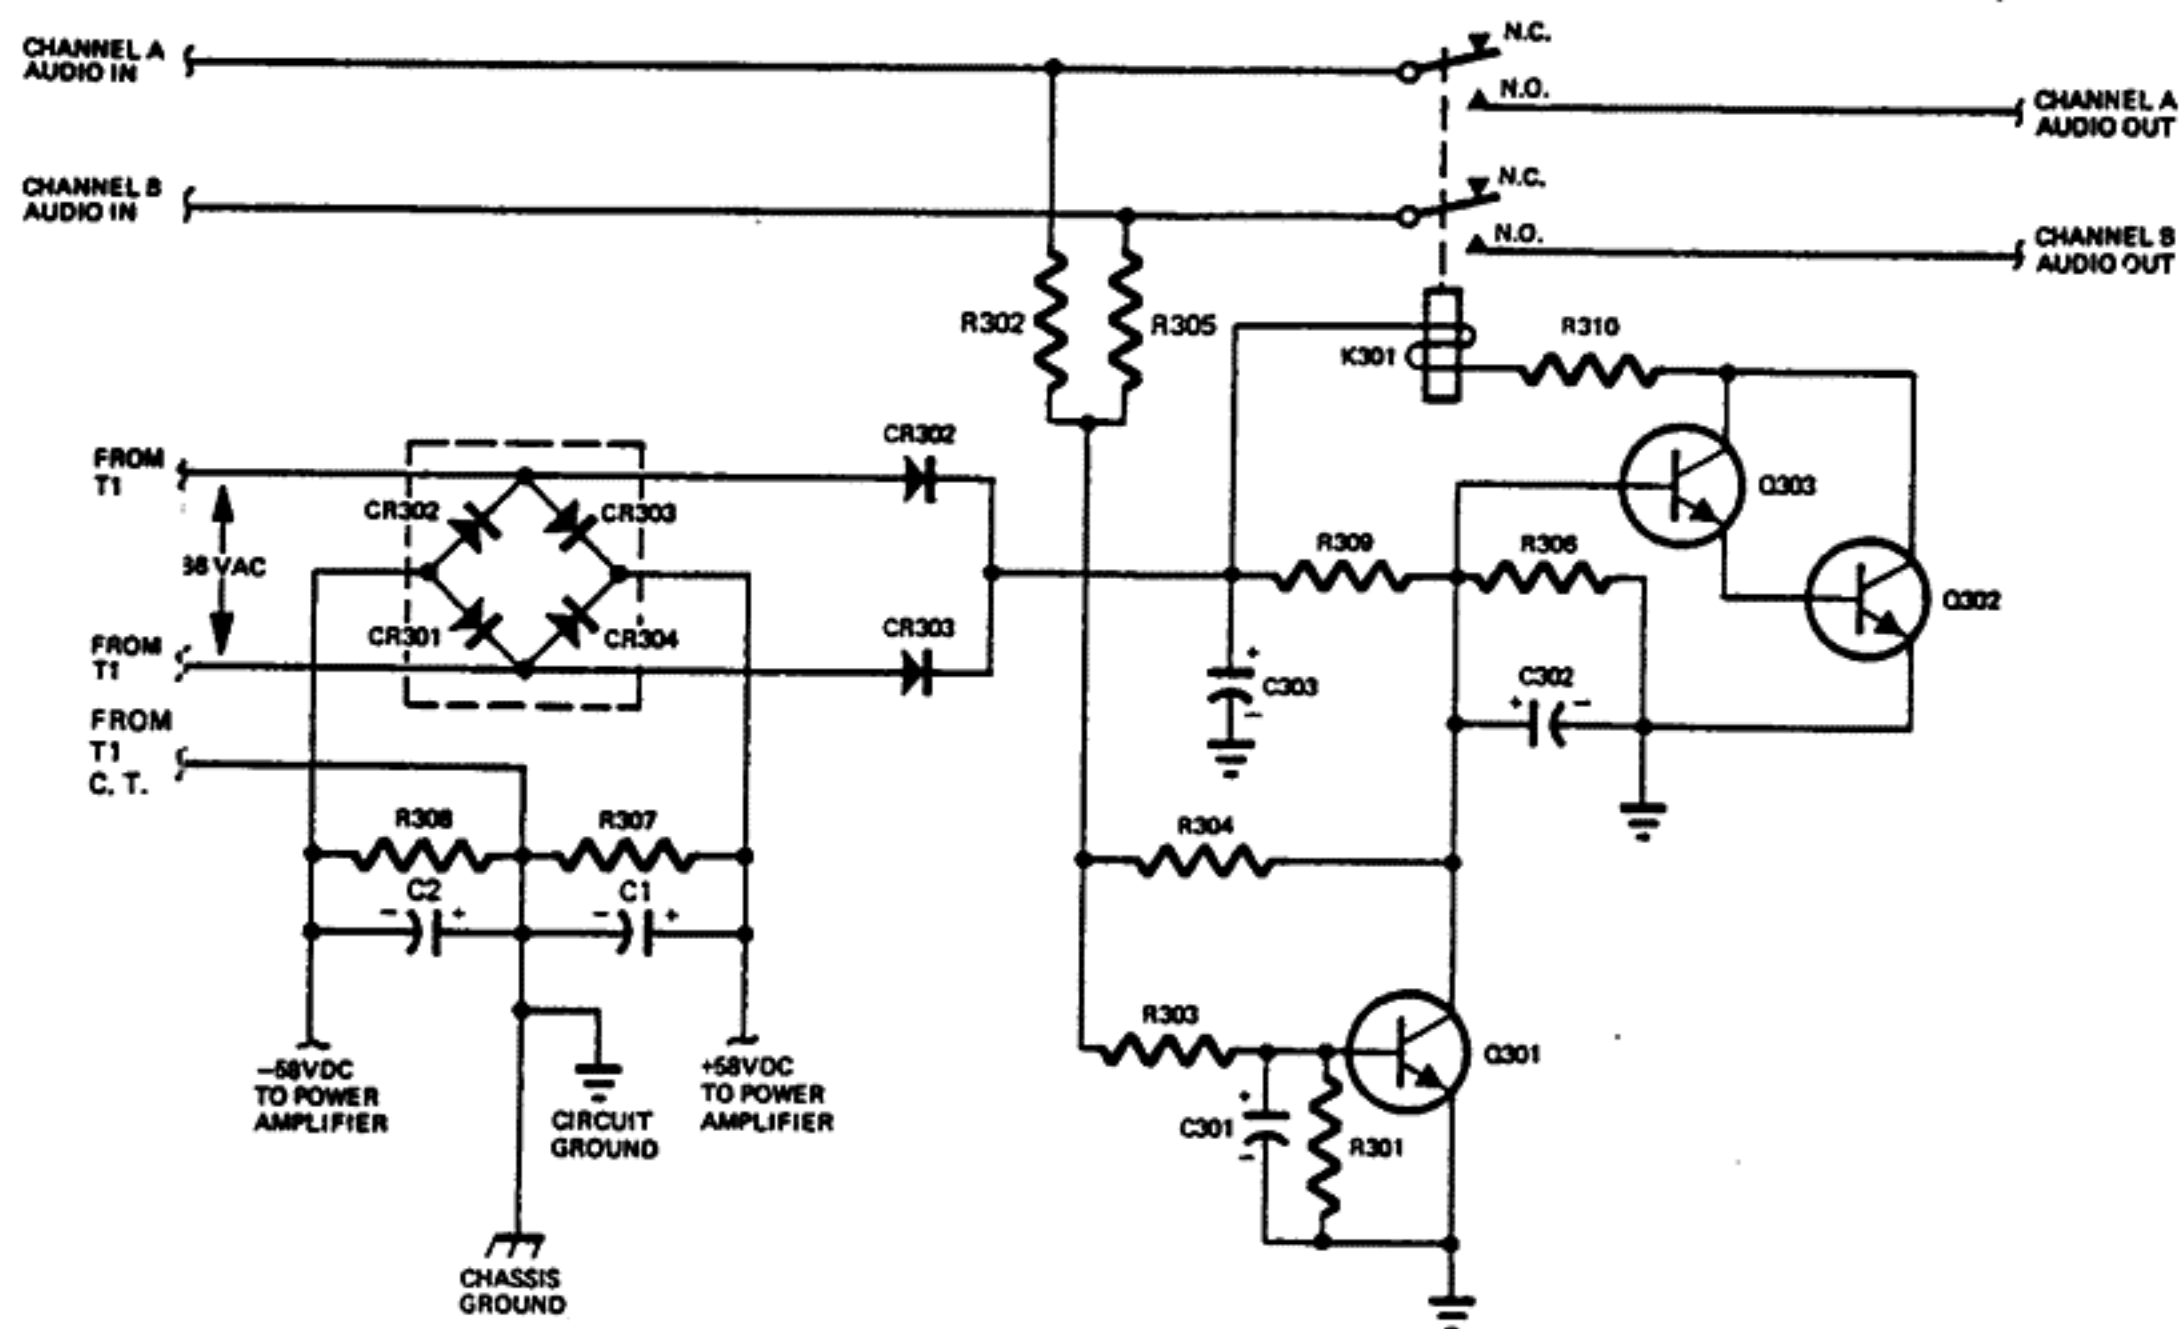 CHANNEL A
AUDIO IN
N.C.
N.O.
CHANNEL A
AUDIO OUT
CHANNEL B
AUDIO IN
N.C.
N.O.
CHANNEL B
AUDIO OUT
R302
R305
K301
R310
CR302
FROM
T1
CR302
CR303
Q303
VAC
R309
R306
Q302
CR301
CR304
CR303
FROM
T1
C303
C302
+
-
+
-
FROM
T1
C. T.
R308
R307
R304
C2
C1
-
+
-
+
R303
Q301
-58VDC
TO POWER
AMPLIFIER
CIRCUIT
GROUND
+58VDC
TO POWER
AMPLIFIER
+
C301
-
R301
CHASSIS
GROUND